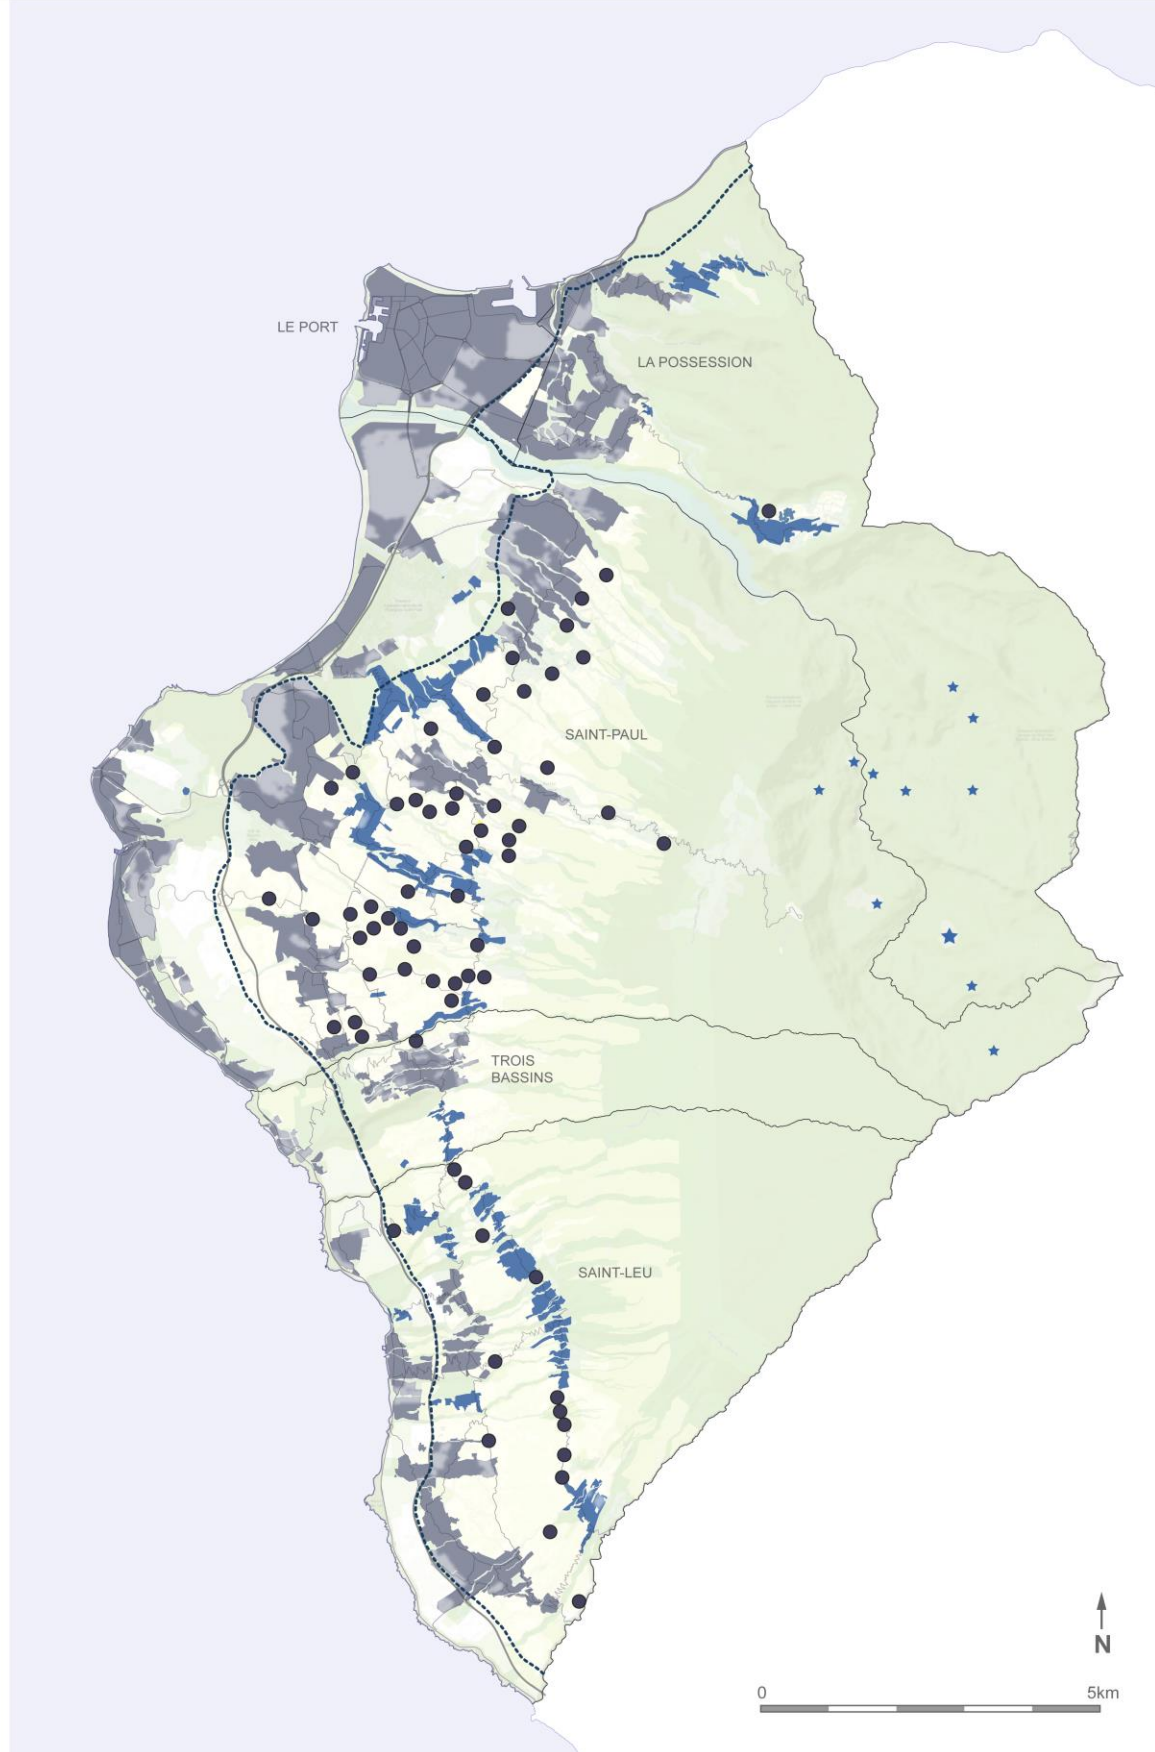 LE PORT
LA POSSESSION
SAINT-PAUL
TROIS
BASSINS
SAINT-LEU
N
0 5km